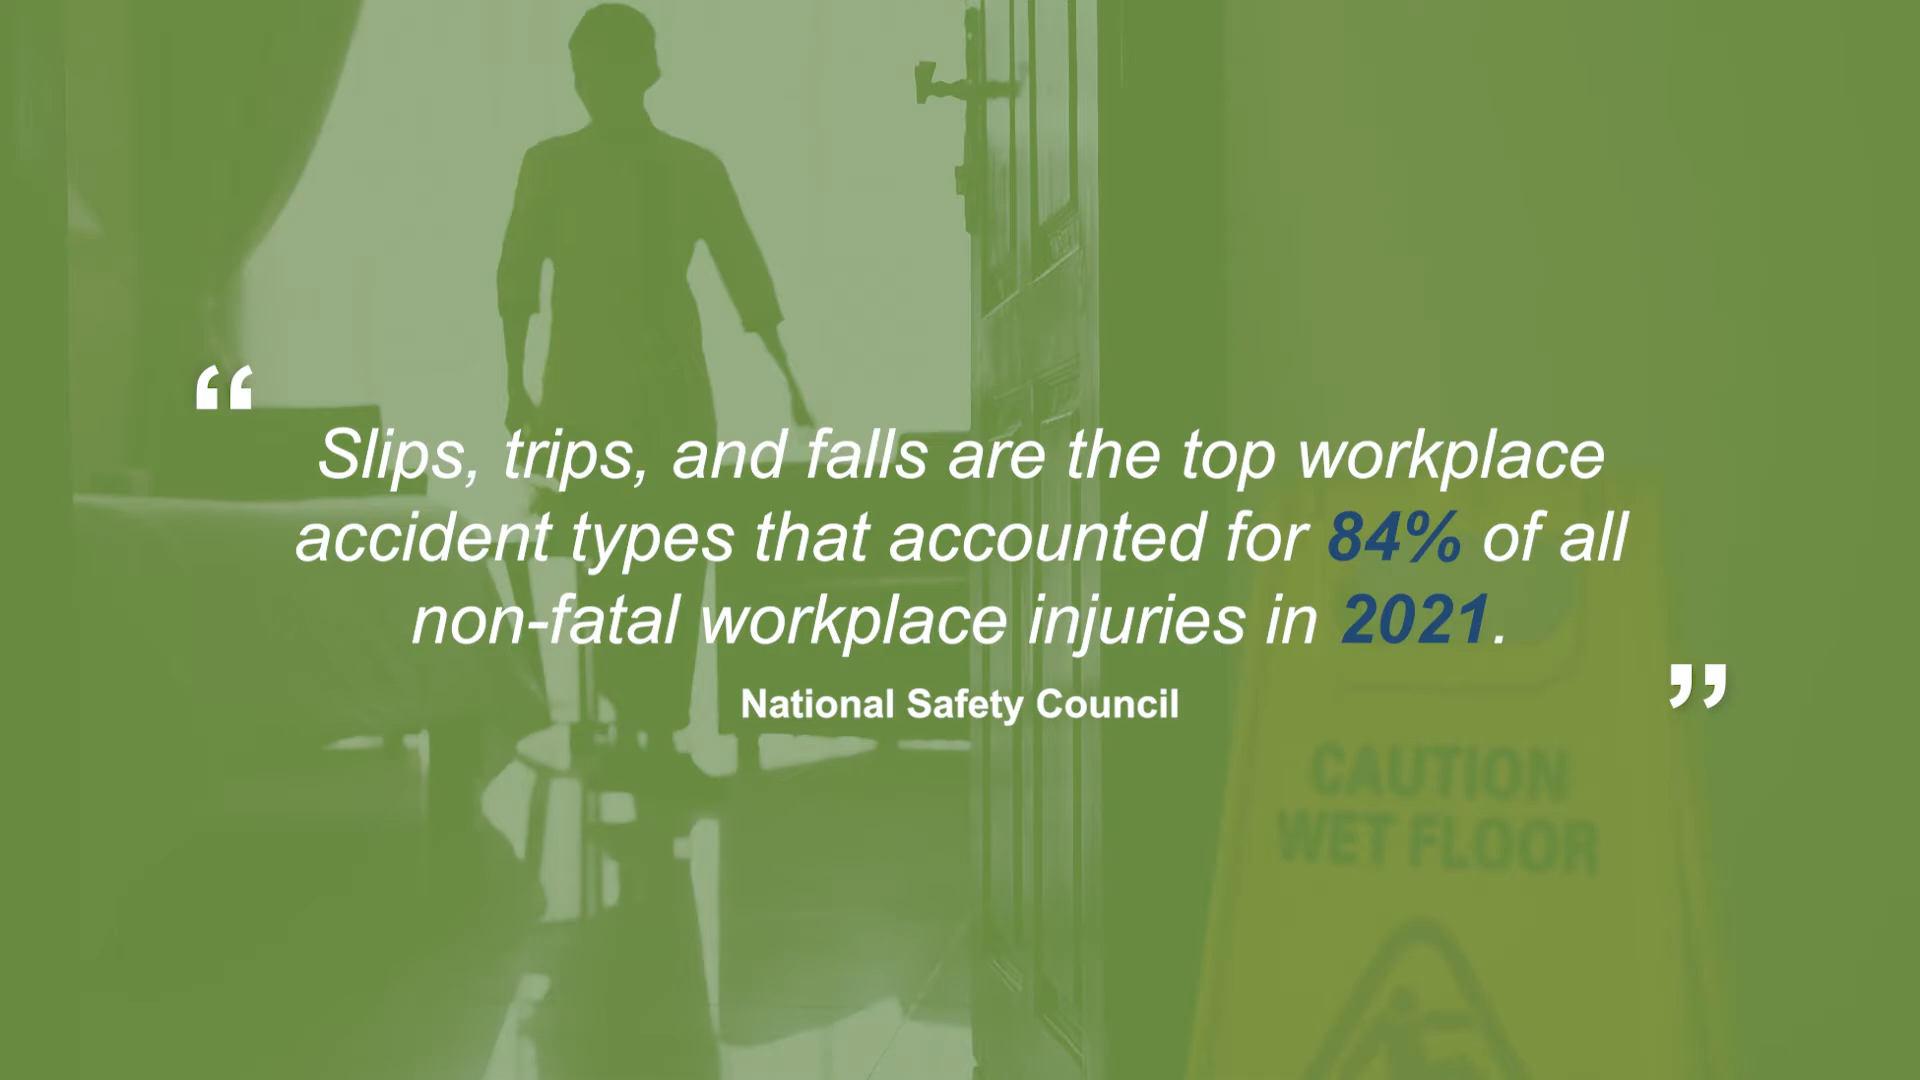 “
Slips, trips, and falls are the top workplace
accident types that accounted for 84% of all
non-fatal workplace injuries in 2021.
”
National Safety Council
CAUTION
WET FLOOR